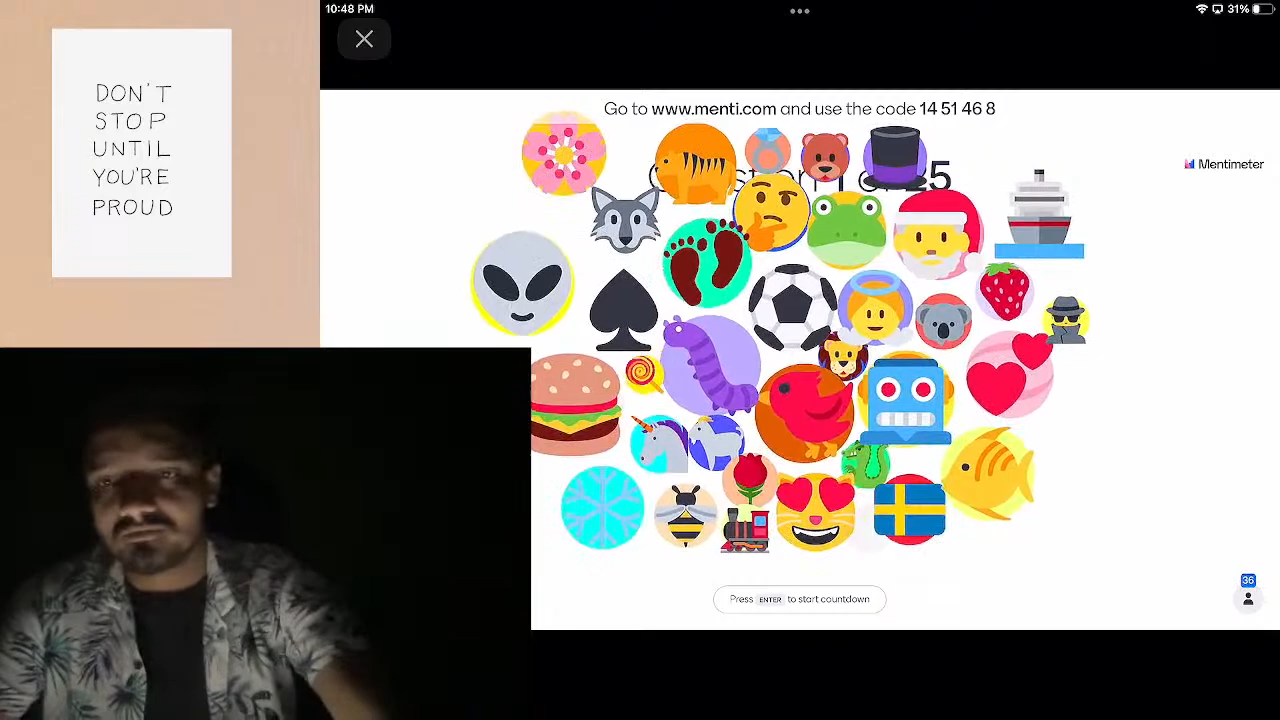 10:48 PM
31%
DON'T
STOP
UNTIL
YOU'RE
PROUD
Go to www.menti.com and use the code 14 51 46 8
Mentimeter
Press ENTER to start countdown
36